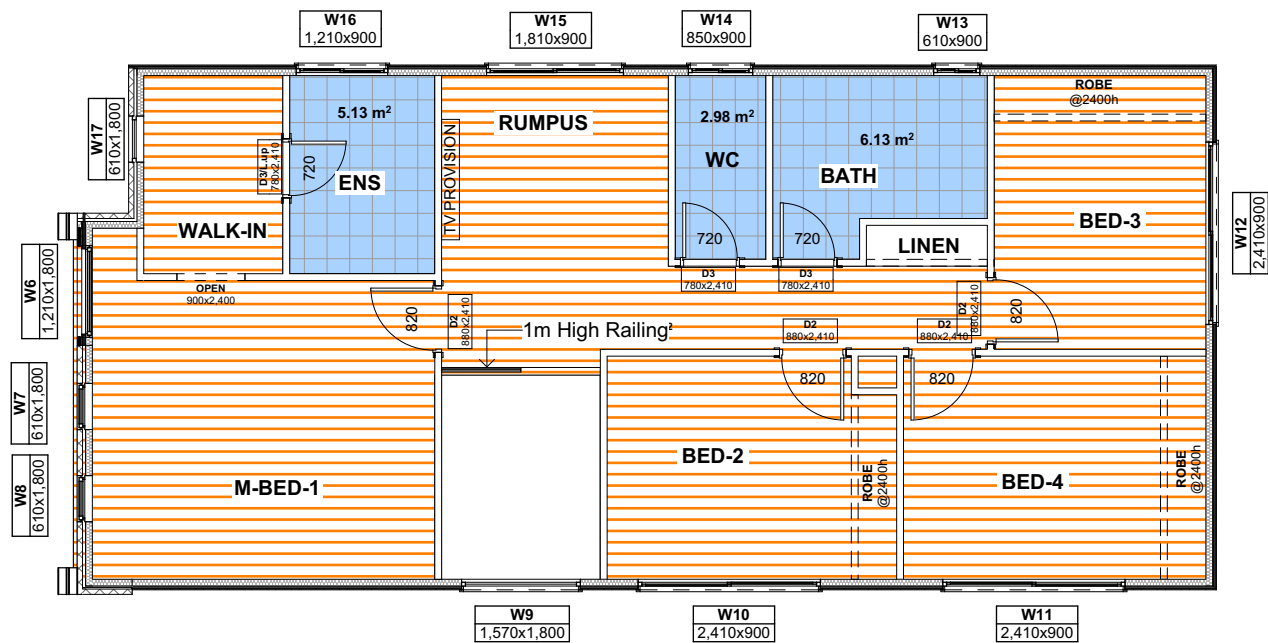 W16
1,210x900
W15
1,810x900
W14
850x900
W13
610x900
W17
610x1,800
5.13 m²
RUMPUS
2.98 m²
6.13 m²
ROBE
@2400h
D3/L.up
780x2,410
720
ENS
TV PROVISION
WC
BATH
WALK-IN
BED-3
W12
2,410x900
720
720
LINEN
W6
1,210x1,800
OPEN
900x2,400
D3
780x2,410
D3
780x2,410
820
D2
880x2,410
1m High Railing²
D2
880x2,410
D2
880x2,410
D2
880x2,410
820
W7
610x1,800
820
820
W8
610x1,800
M-BED-1
BED-2
ROBE
@2400h
BED-4
ROBE
@2400h
W9
1,570x1,800
W10
2,410x900
W11
2,410x900